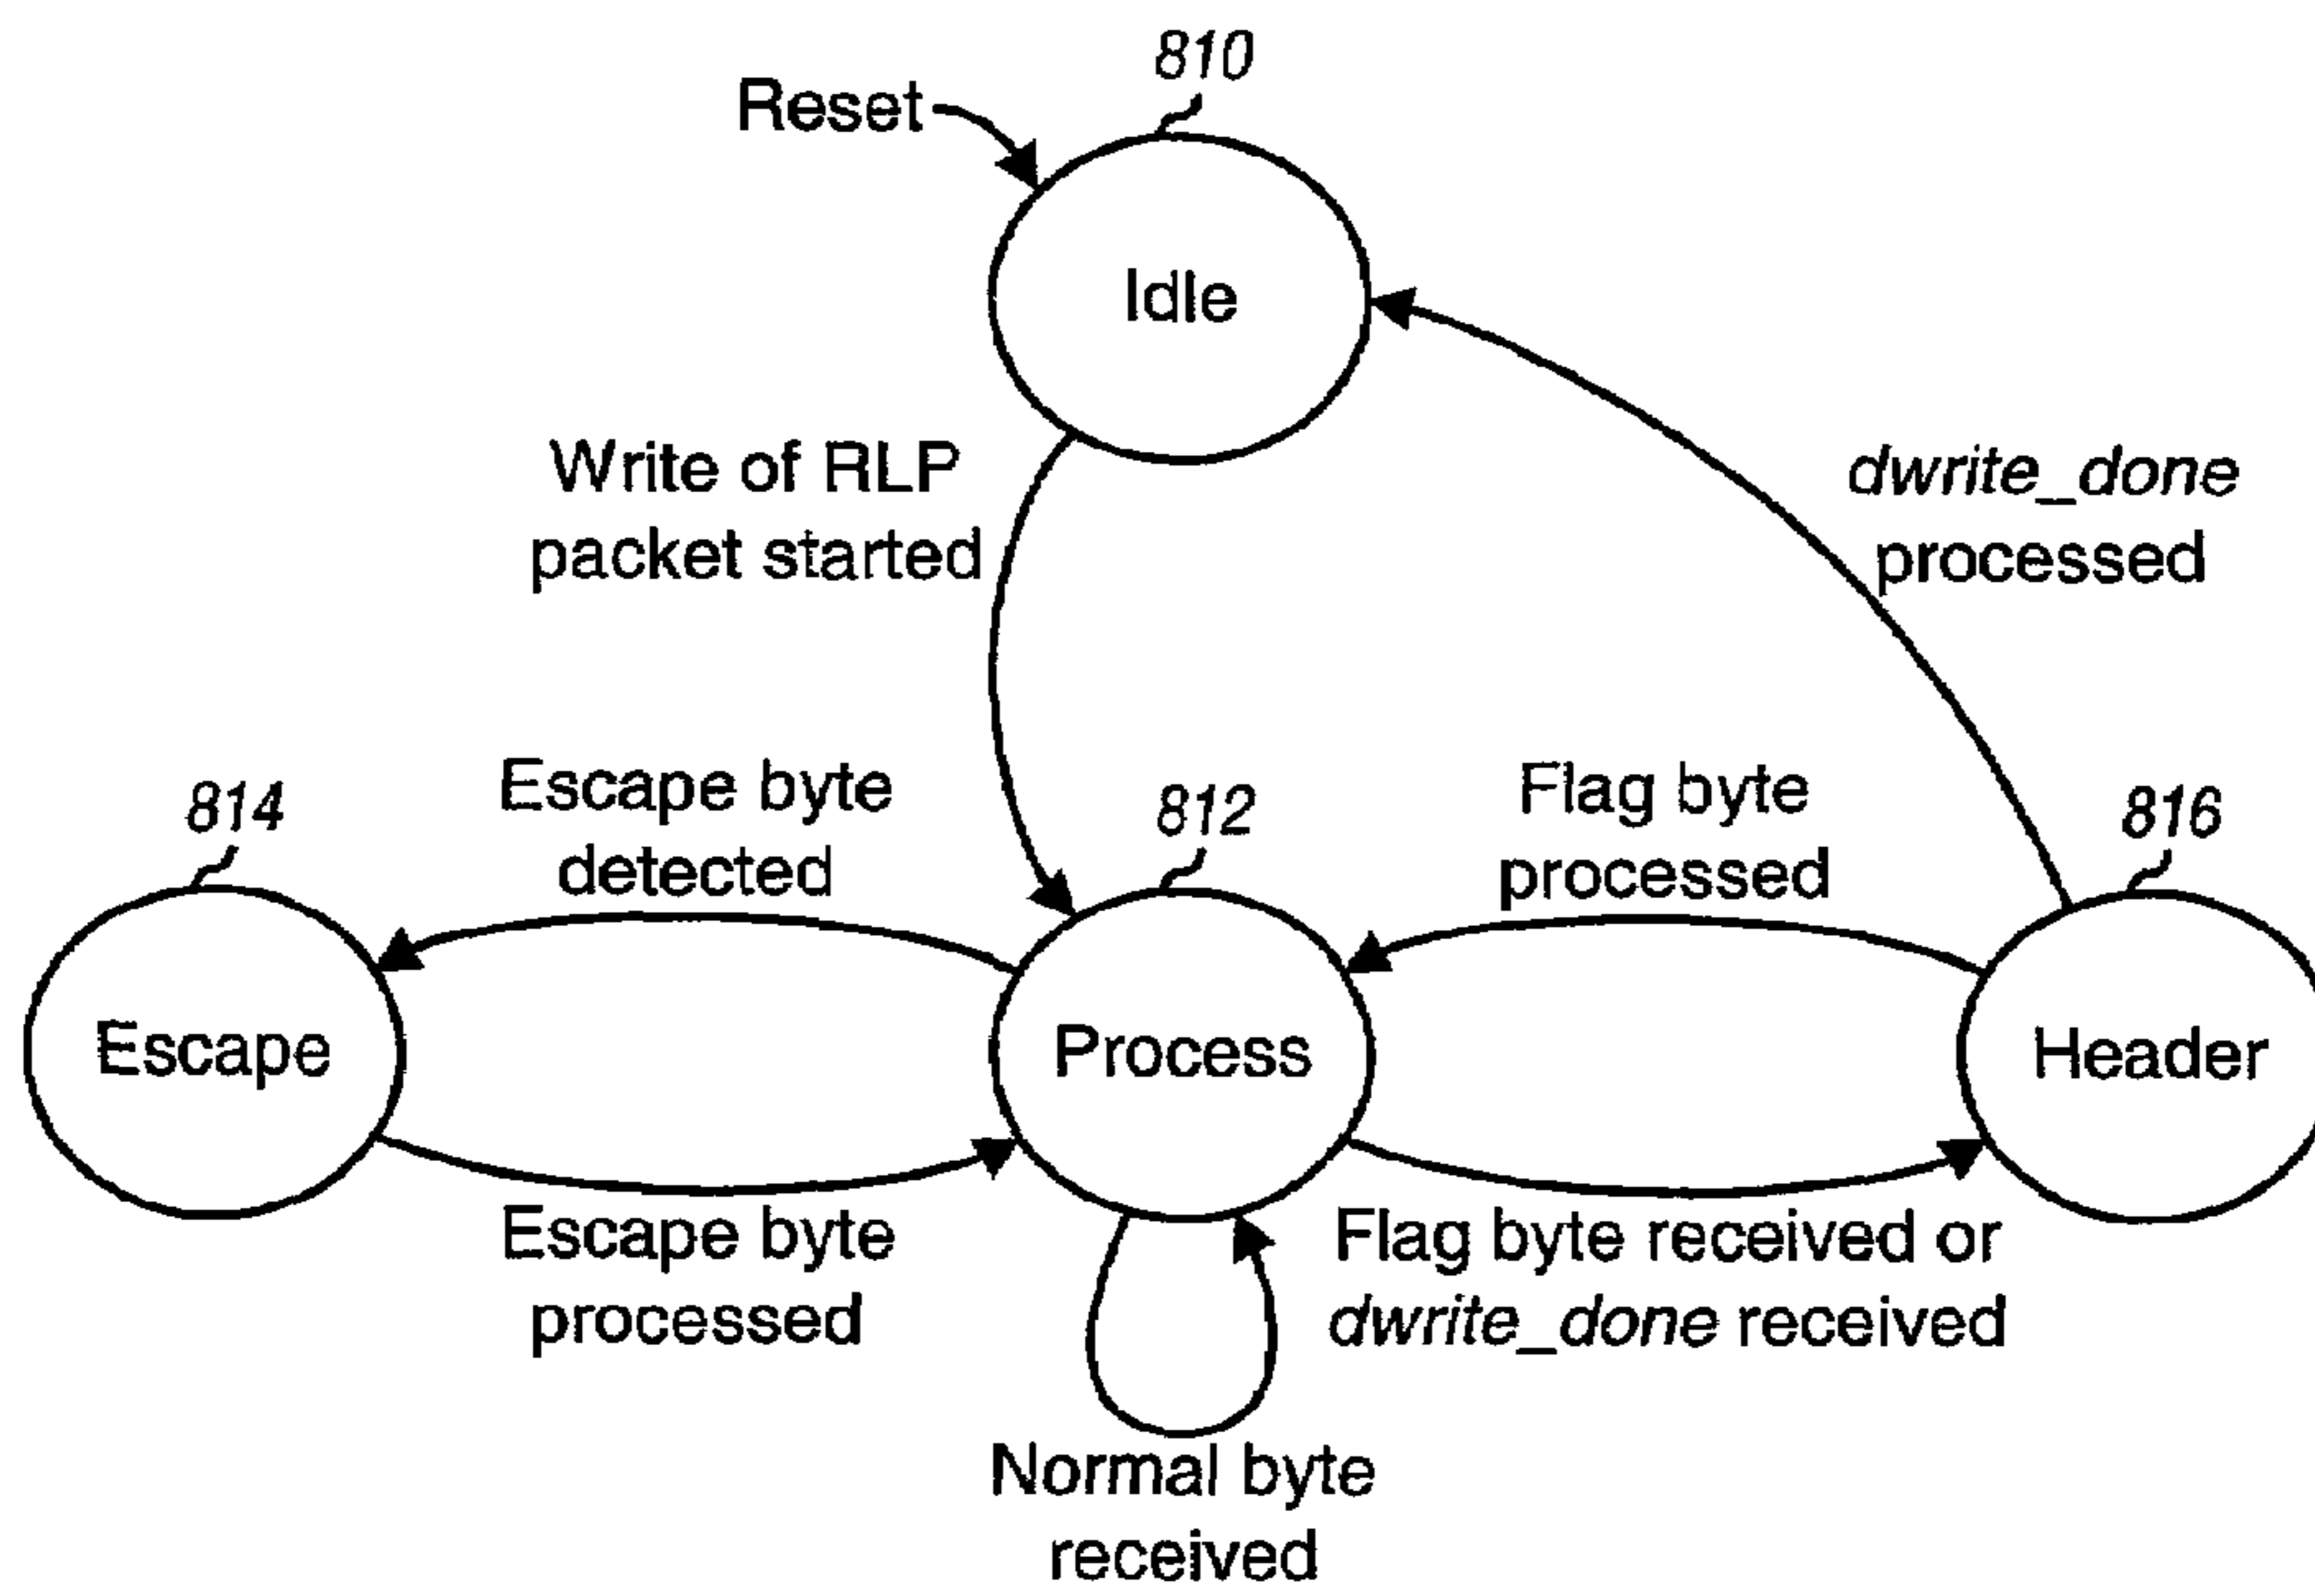 810
Reset
Idle
Write of RLP
packet started
dwrite_done
processed
814
Escape byte
detected
812
Flag byte
processed
816
Escape
Process
Header
Escape byte
processed
Flag byte received or
dwrite_done received
Normal byte
received